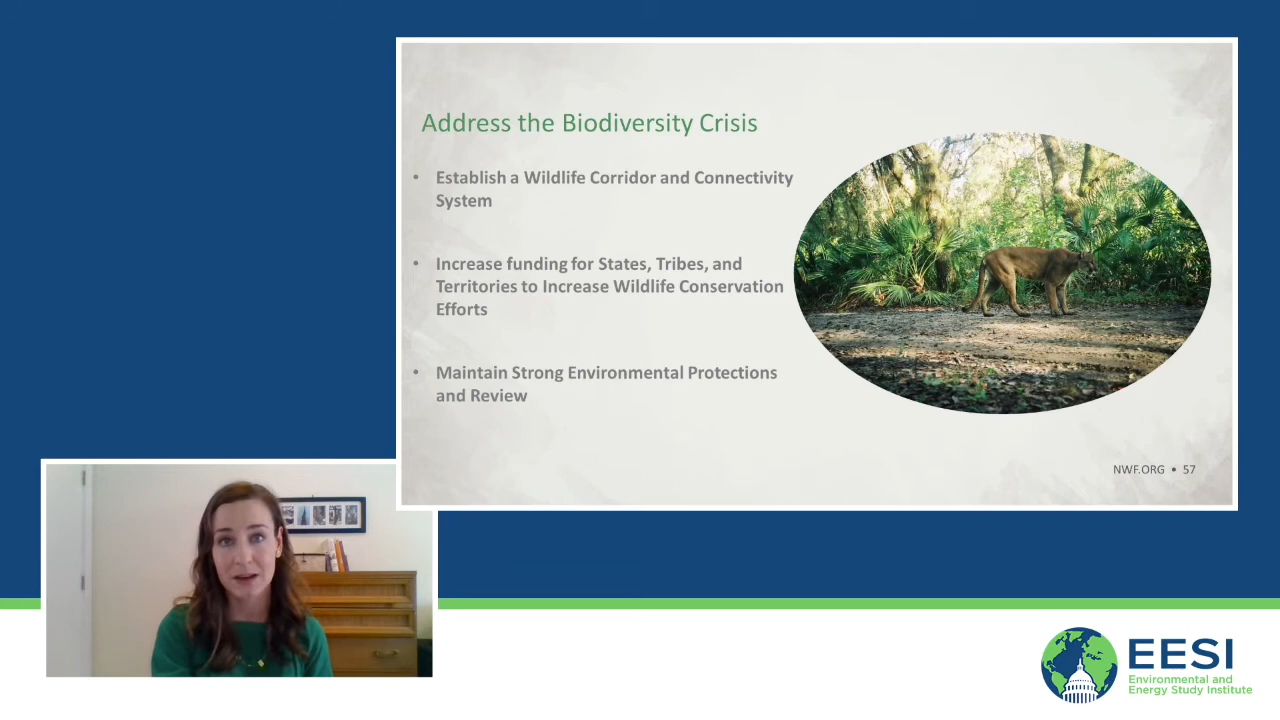 Address the Biodiversity Crisis
• Establish a Wildlife Corridor and Connectivity
System
• Increase funding for States, Tribes, and
Territories to Increase Wildlife Conservation
Efforts
• Maintain Strong Environmental Protections
and Review
NWF.ORG • 57
EESI
Environmental and
Energy Study Institute